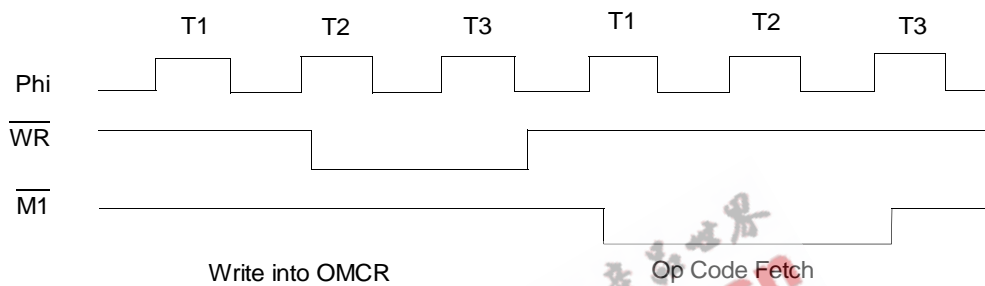 T1 T2 T3 T1 T2 T3
Phi
WR
M1
Write into OMCR Op Code Fetch